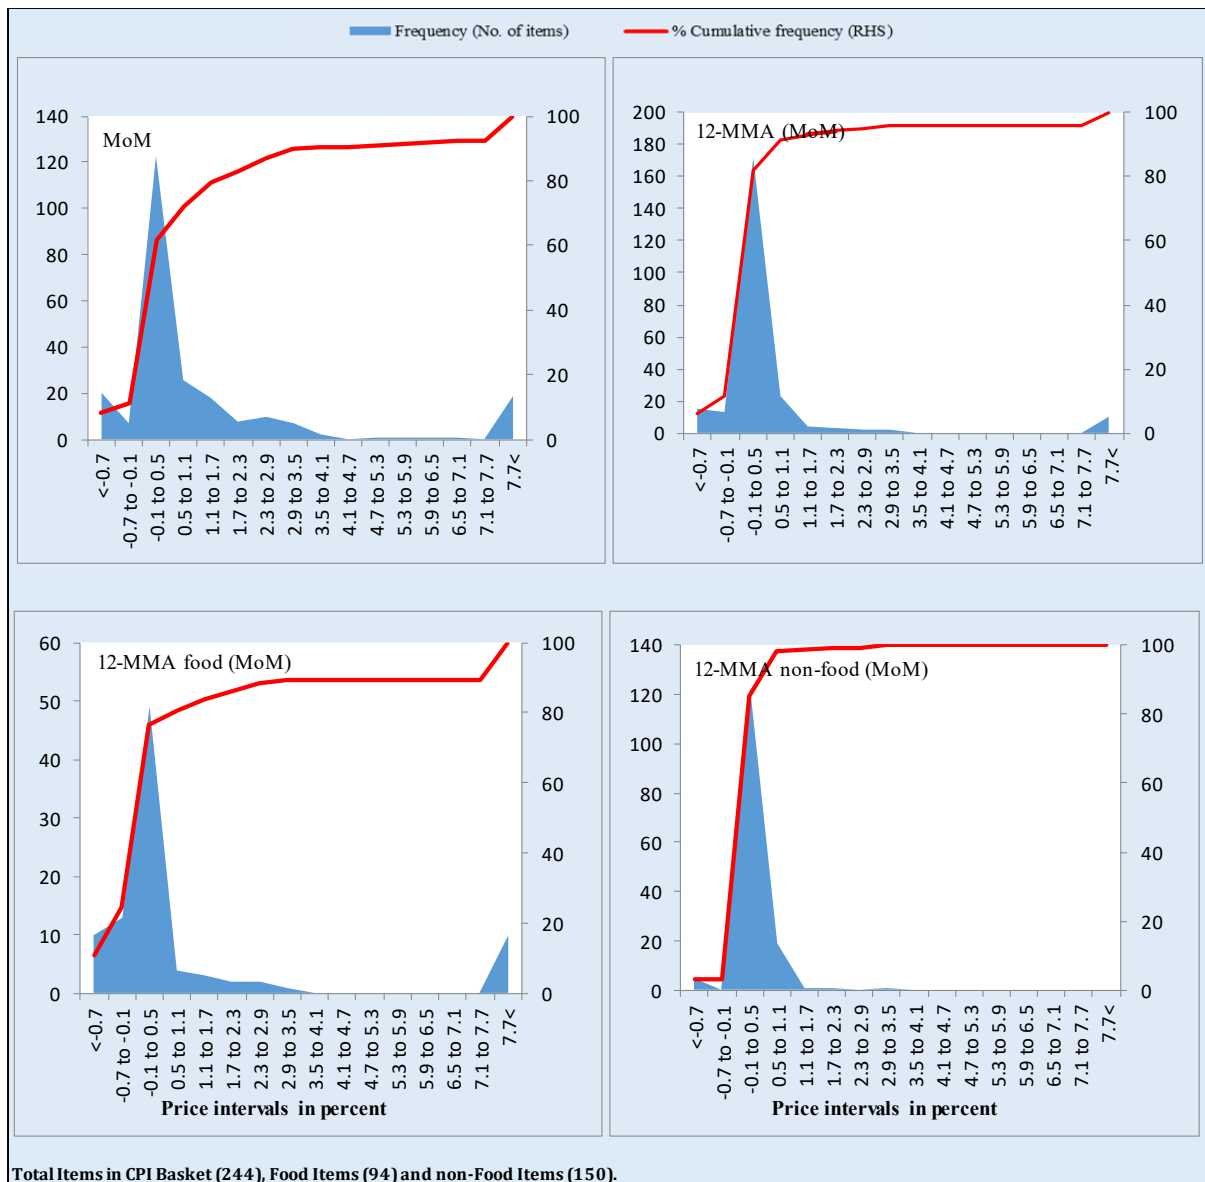 Frequency (No. of items) % Cumulative frequency (RHS)
MoM
140
120
100
80
60
40
20
0
100
80
60
40
20
0
<-0.7
-0.7 to -0.1
-0.1 to 0.5
0.5 to 1.1
1.1 to 1.7
1.7 to 2.3
2.3 to 2.9
2.9 to 3.5
3.5 to 4.1
4.1 to 4.7
4.7 to 5.3
5.3 to 5.9
5.9 to 6.5
6.5 to 7.1
7.1 to 7.7
7.7<
12-MMA (MoM)
200
180
160
140
120
100
80
60
40
20
0
100
80
60
40
20
0
<-0.7
-0.7 to -0.1
-0.1 to 0.5
0.5 to 1.1
1.1 to 1.7
1.7 to 2.3
2.3 to 2.9
2.9 to 3.5
3.5 to 4.1
4.1 to 4.7
4.7 to 5.3
5.3 to 5.9
5.9 to 6.5
6.5 to 7.1
7.1 to 7.7
7.7<
12-MMA food (MoM)
60
50
40
30
20
10
0
100
80
60
40
20
0
<-0.7
-0.7 to -0.1
-0.1 to 0.5
0.5 to 1.1
1.1 to 1.7
1.7 to 2.3
2.3 to 2.9
2.9 to 3.5
3.5 to 4.1
4.1 to 4.7
4.7 to 5.3
5.3 to 5.9
5.9 to 6.5
6.5 to 7.1
7.1 to 7.7
7.7<
Price intervals in percent
12-MMA non-food (MoM)
140
120
100
80
60
40
20
0
100
80
60
40
20
0
<-0.7
-0.7 to -0.1
-0.1 to 0.5
0.5 to 1.1
1.1 to 1.7
1.7 to 2.3
2.3 to 2.9
2.9 to 3.5
3.5 to 4.1
4.1 to 4.7
4.7 to 5.3
5.3 to 5.9
5.9 to 6.5
6.5 to 7.1
7.1 to 7.7
7.7<
Price intervals in percent
Total Items in CPI Basket (244), Food Items (94) and non-Food Items (150).